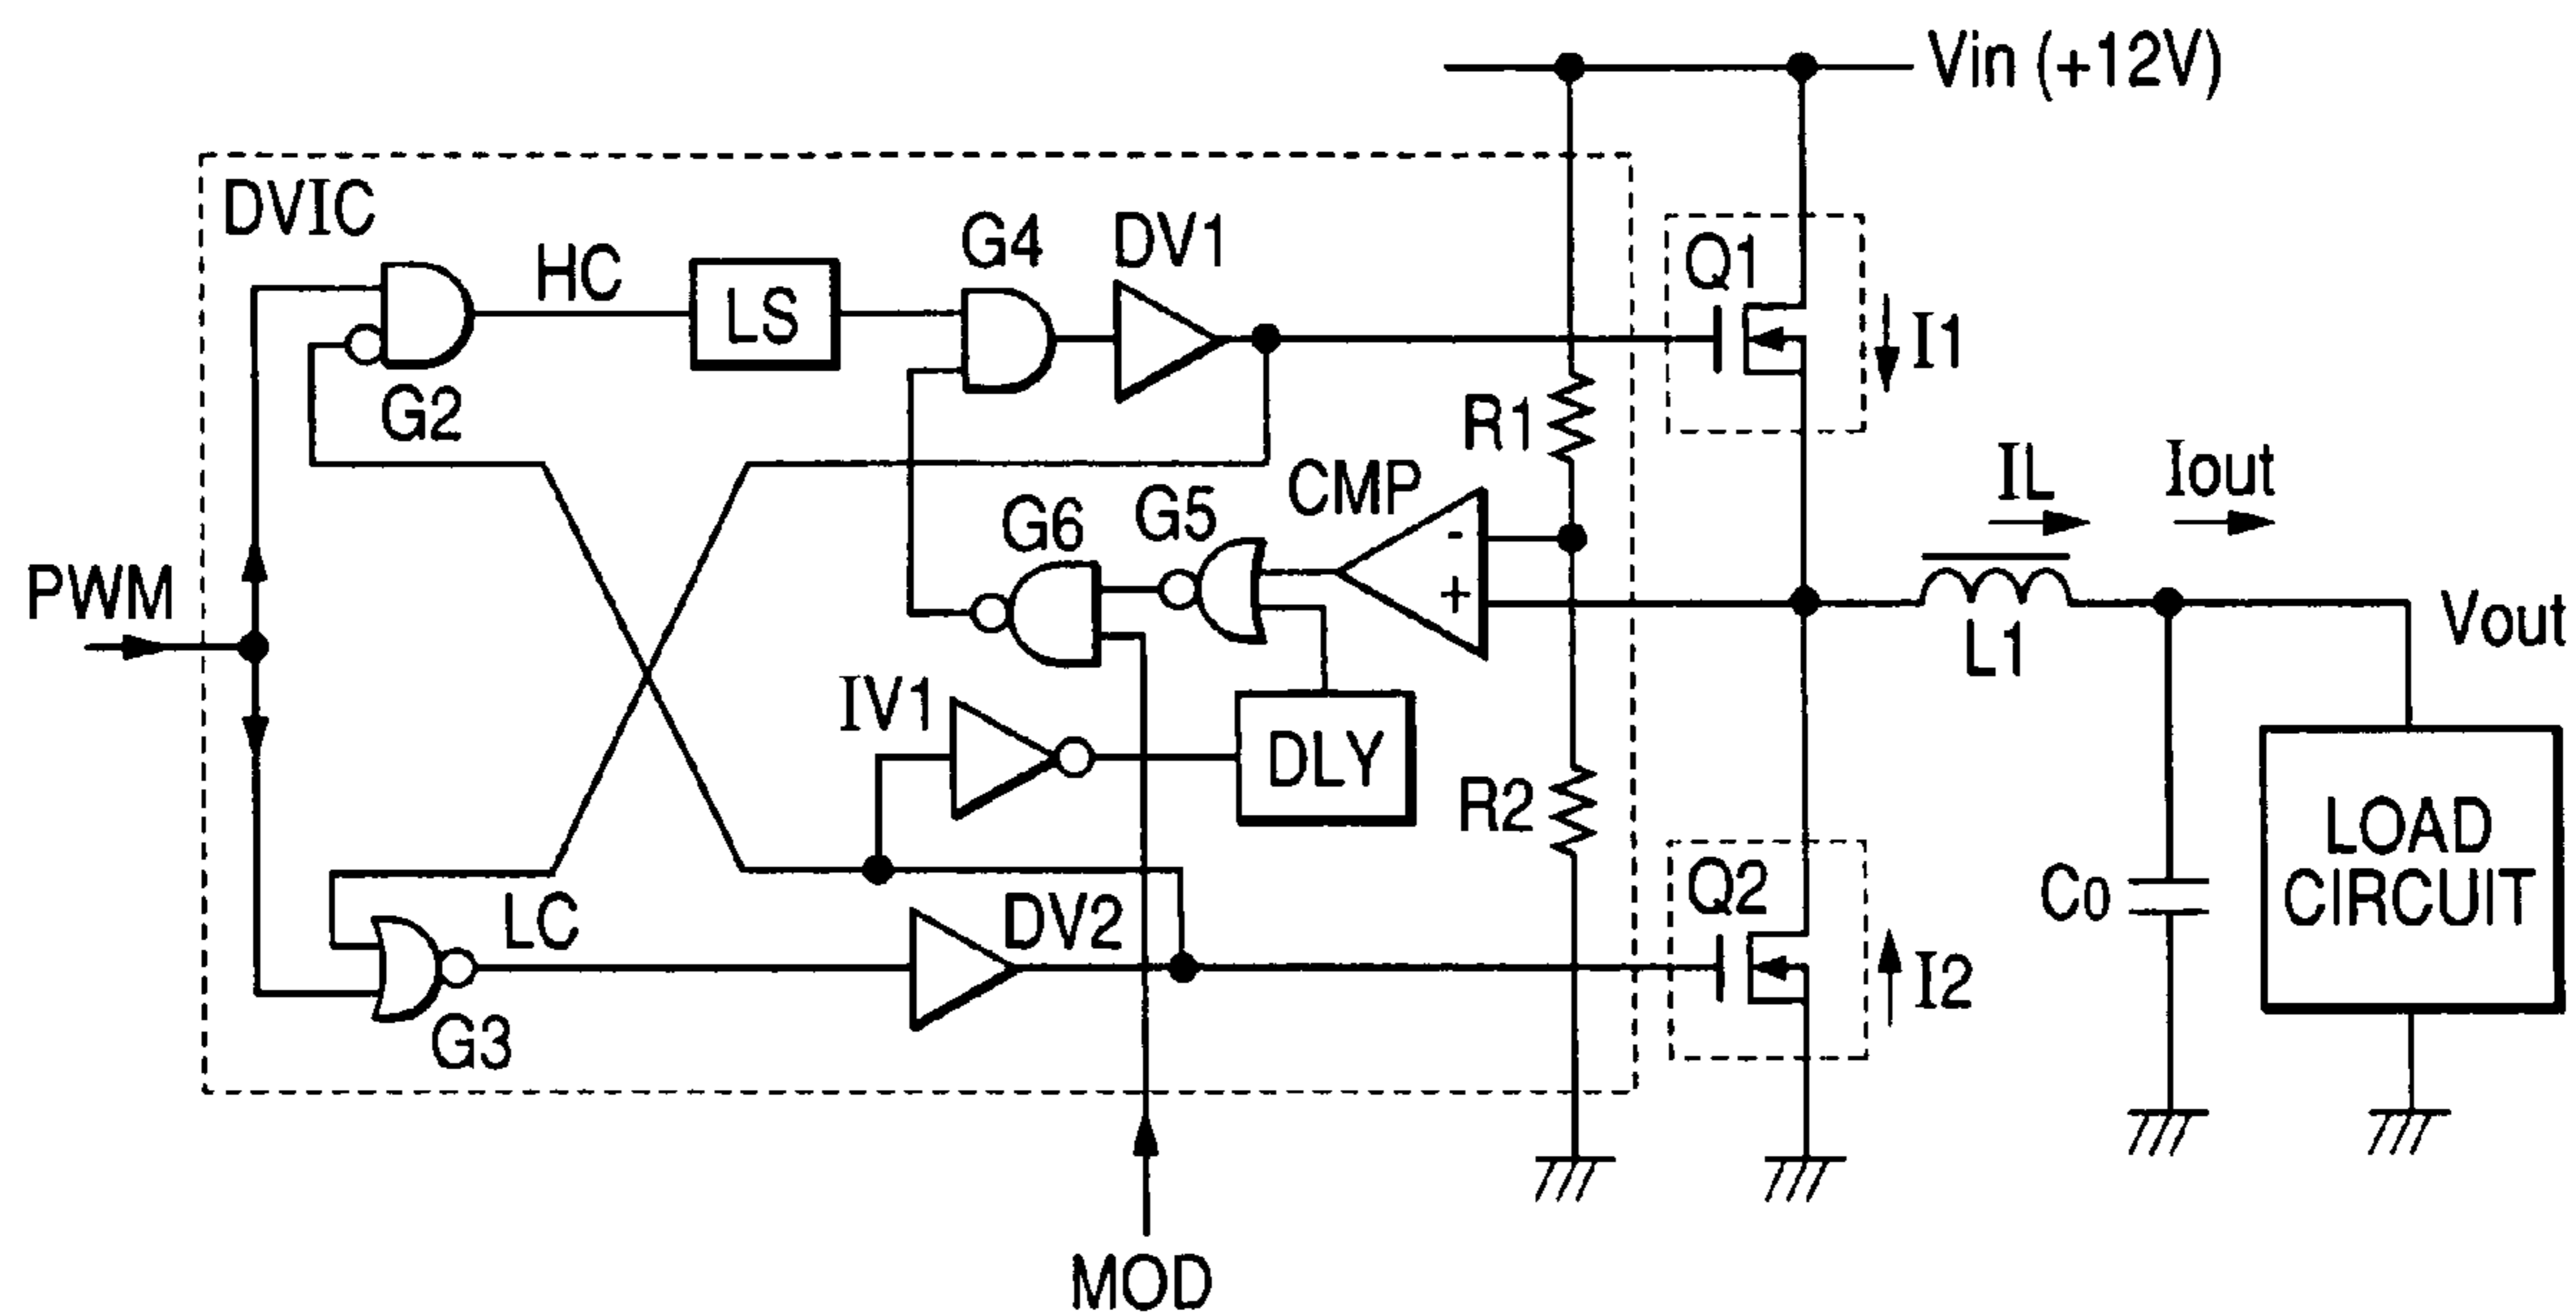 Vin (+12V)
DVIC
HC
LS
G4
DV1
Q1
I1
G2
R1
CMP
IL
Iout
G6
G5
-
+
PWM
L1
Vout
IV1
DLY
R2
LOAD
CIRCUIT
LC
DV2
Q2
C0
I2
G3
MOD